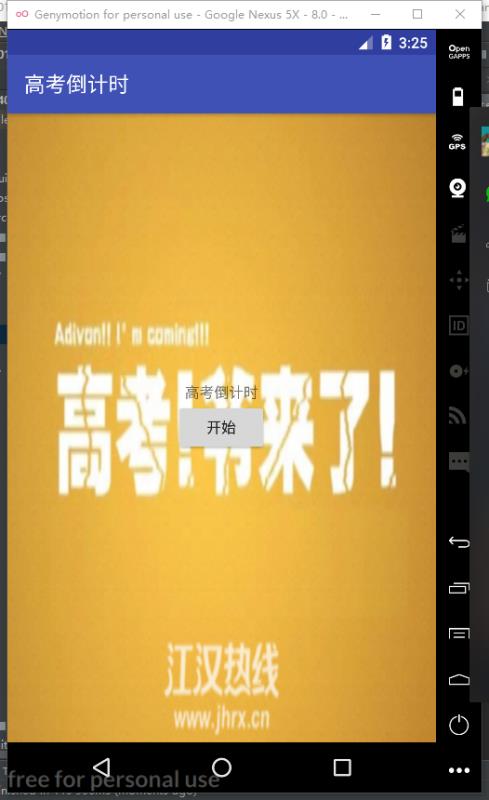 Genymotion for personal use - Google Nexus 5X - 8.0 - ...
3:25
Open
GAPPS
高考倒计时
GPS
ID
Adivon!! I'm coming!!!
高考!爷来了!
高考倒计时
开始
江汉热线
www.jhrx.cn
free for personal use